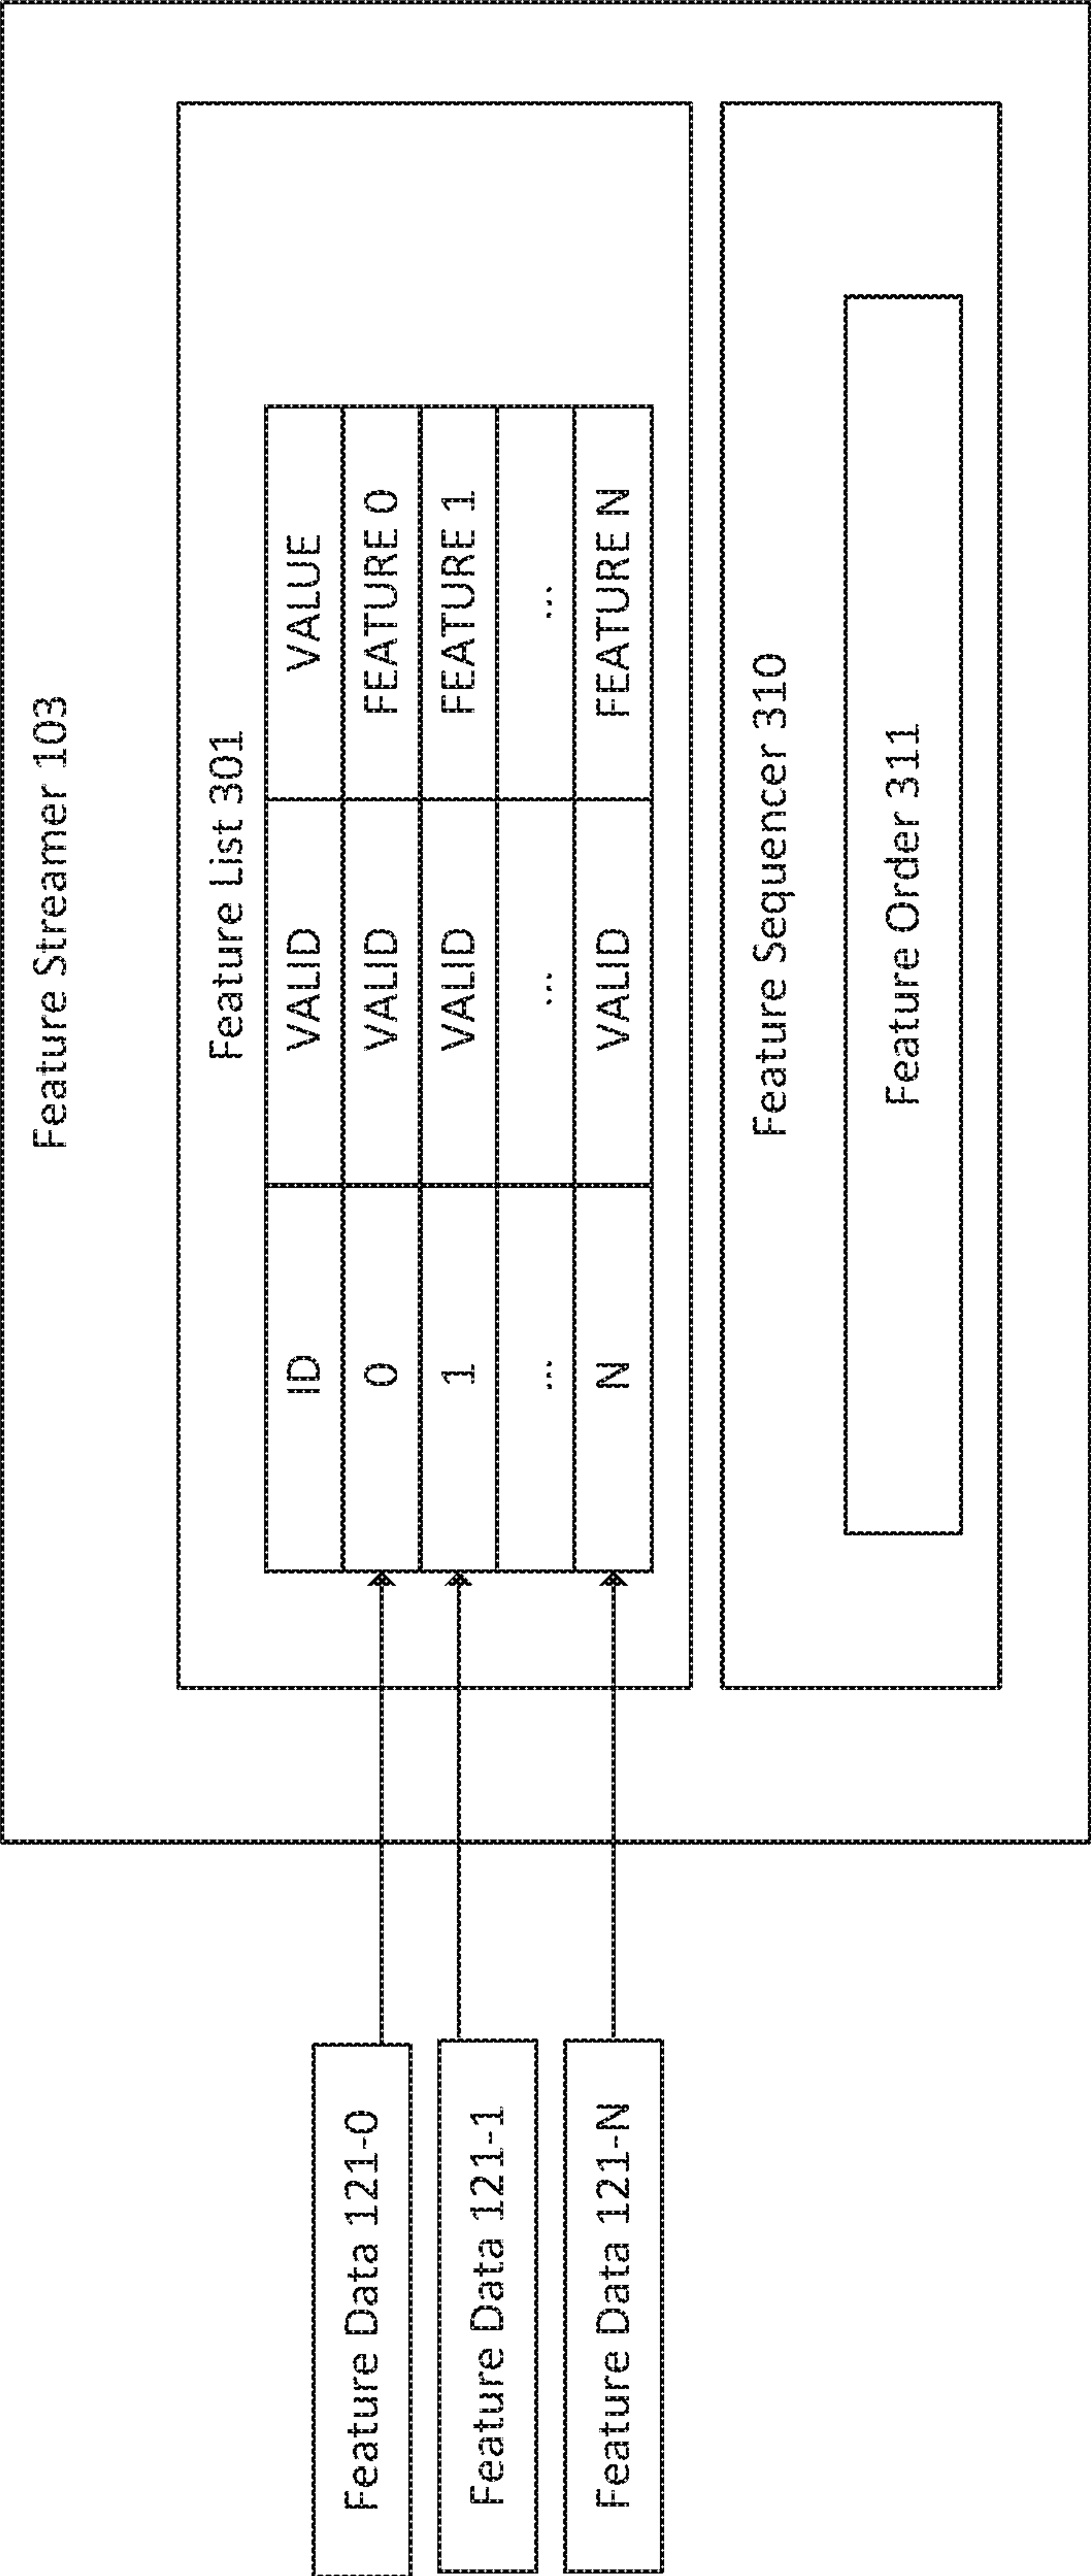 Feature Streamer 103
Feature List 301
ID VALID VALUE
0 VALID FEATURE 0
1 VALID FEATURE 1
... ... ...
N VALID FEATURE N
Feature Data 121-0
Feature Data 121-1
Feature Data 121-N
Feature Sequencer 310
Feature Order 311